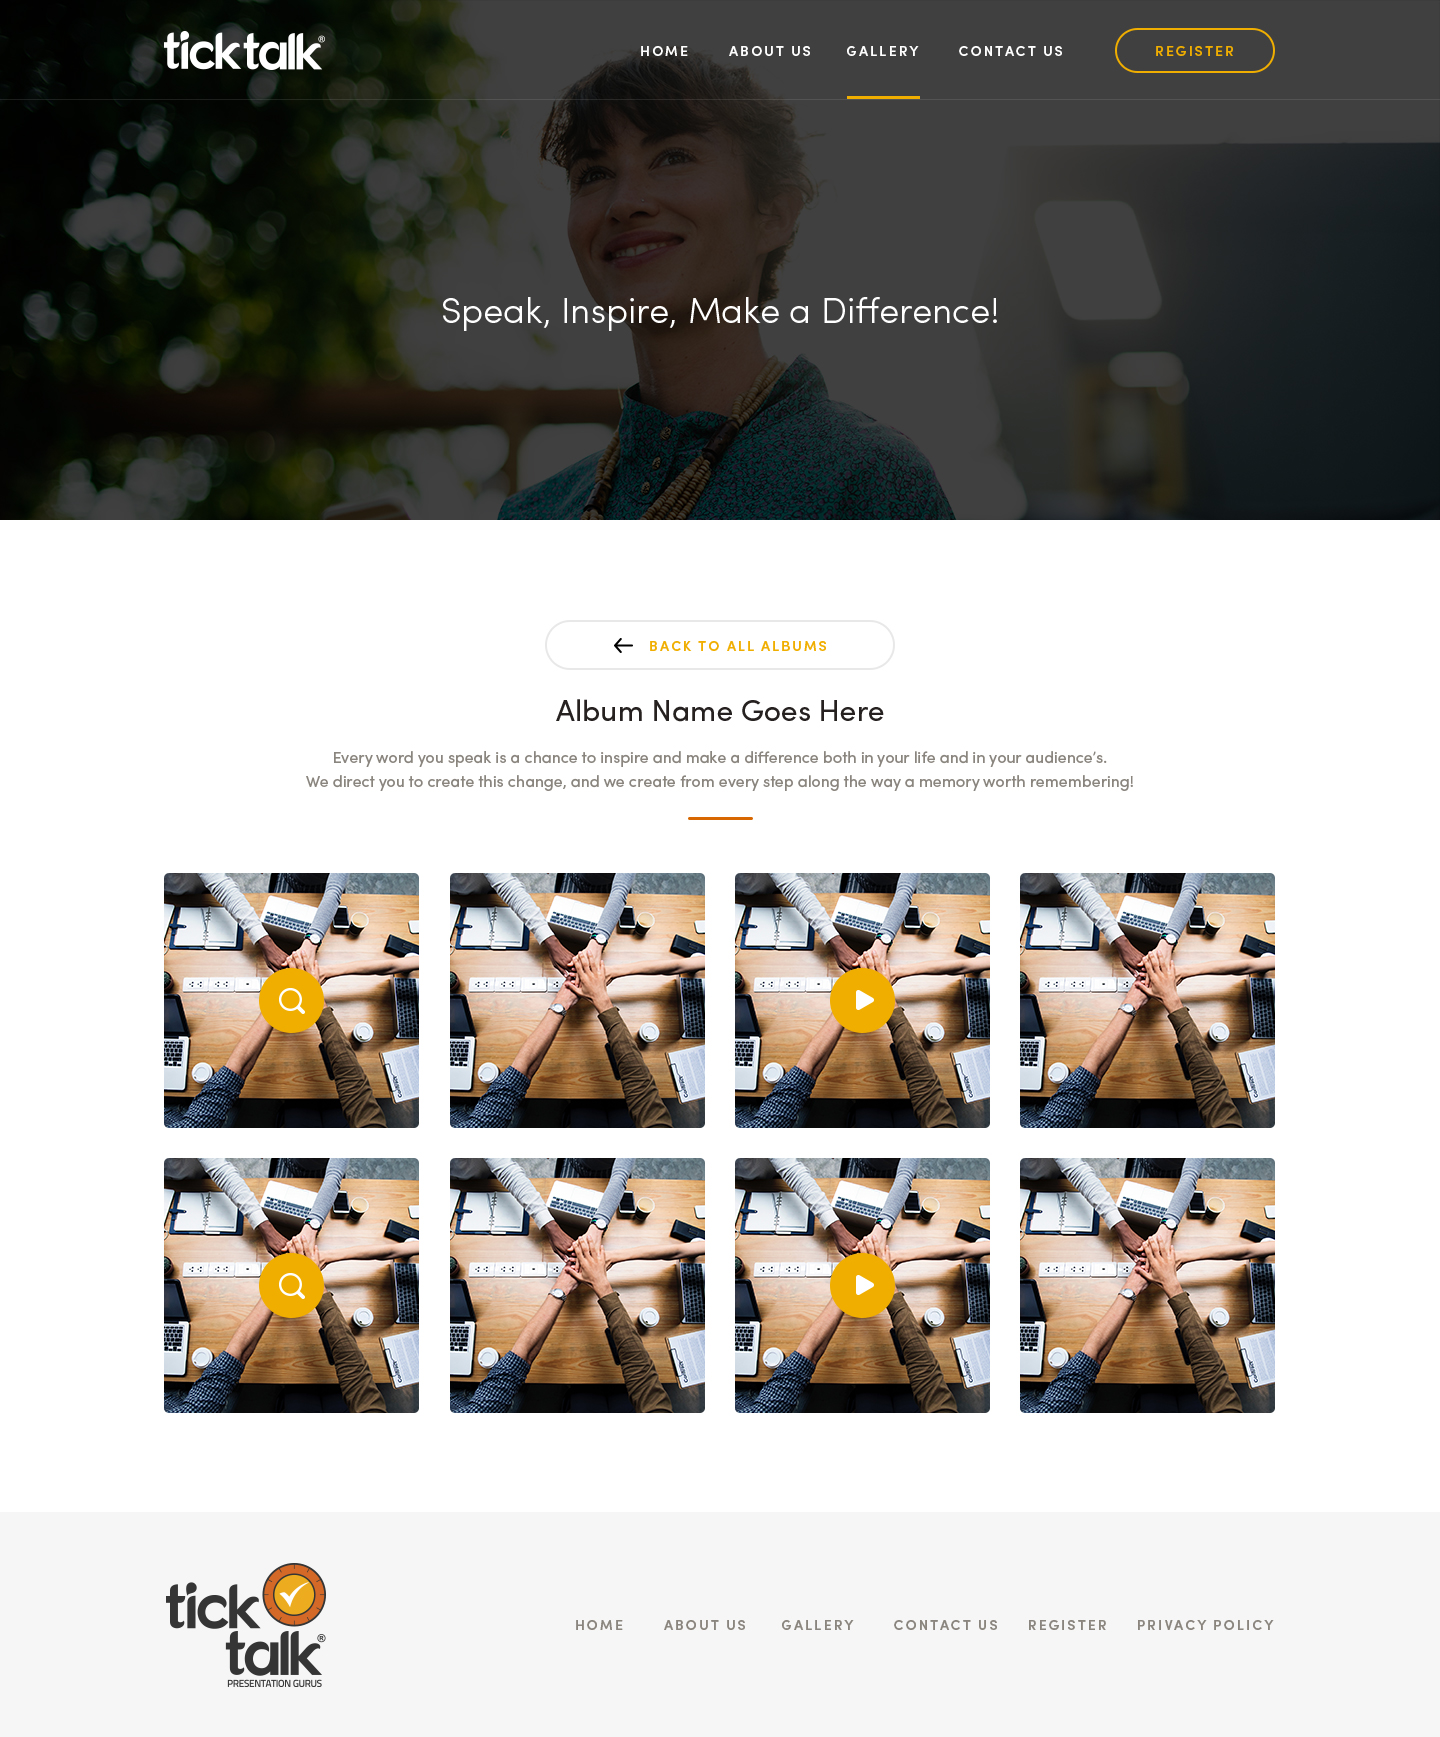 ticktalk®
HOME ABOUT US GALLERY CONTACT US REGISTER
Speak, Inspire, Make a Difference!
BACK TO ALL ALBUMS
Album Name Goes Here
Every word you speak is a chance to inspire and make a difference both in your life and in your audience’s.
We direct you to create this change, and we create from every step along the way a memory worth remembering!
tick
talk®
PRESENTATION GURUS
HOME ABOUT US GALLERY CONTACT US REGISTER PRIVACY POLICY